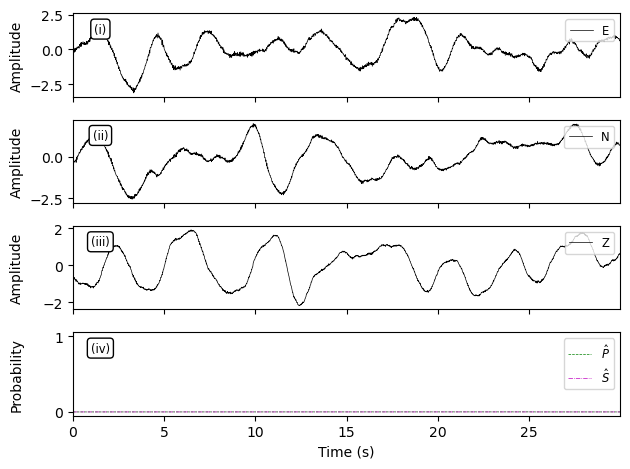 2.5
0.0
−2.5
Amplitude
(i)
E
0.0
−2.5
Amplitude
(ii)
N
2
0
−2
Amplitude
(iii)
Z
1
0
Probability
(iv)
P̂
Ŝ
0 5 10 15 20 25
Time (s)